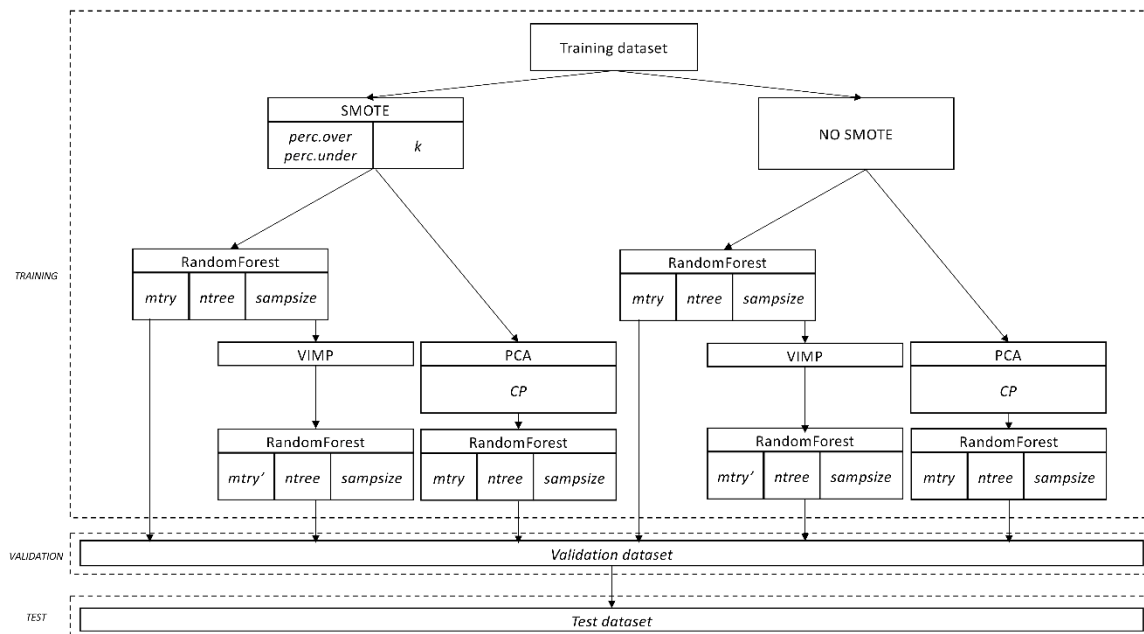 Training dataset
SMOTE
perc.over
perc.under
k
NO SMOTE
TRAINING
RandomForest
mtry
ntree
sampsize
RandomForest
mtry
ntree
sampsize
VIMP
PCA
CP
VIMP
PCA
CP
RandomForest
mtry’
ntree
sampsize
RandomForest
mtry
ntree
sampsize
RandomForest
mtry’
ntree
sampsize
RandomForest
mtry
ntree
sampsize
VALIDATION
Validation dataset
TEST
Test dataset